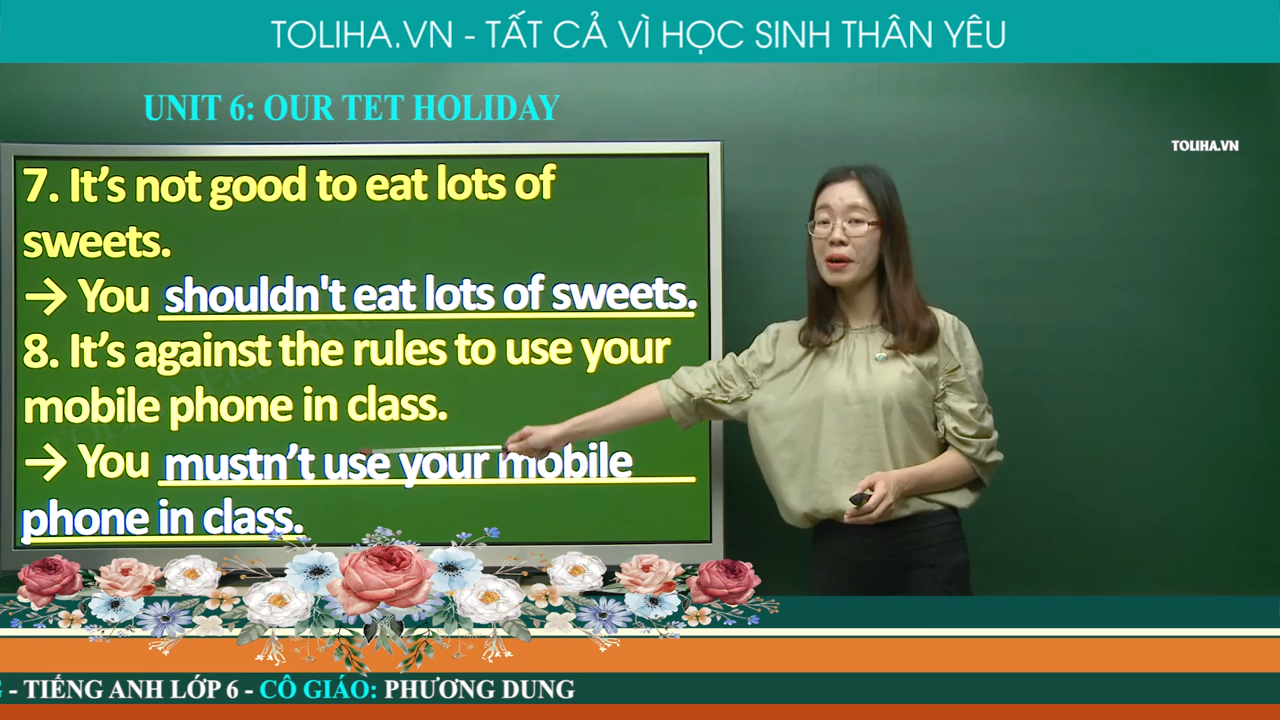 TOLIHA.VN - TẤT CẢ VÌ HỌC SINH THÂN YÊU
UNIT 6: OUR TET HOLIDAY
TOLIHA.VN
7. It’s not good to eat lots of
sweets.
→ You shouldn't eat lots of sweets.
8. It’s against the rules to use your
mobile phone in class.
→ You mustn’t use your mobile
phone in class.
- TIẾNG ANH LỚP 6 - CÔ GIÁO: PHƯƠNG DUNG